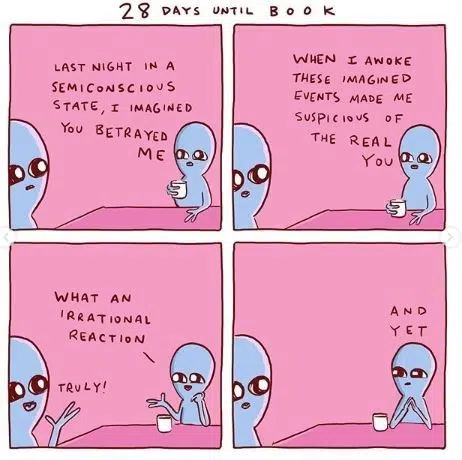 28 DAYS UNTIL BOOK
LAST NIGHT IN A
SEMICONSCIOUS
STATE, I IMAGINED
YOU BETRAYED
ME
WHEN I AWOKE
THESE IMAGINED
EVENTS MADE ME
SUSPICIOUS OF
THE REAL
YOU
WHAT AN
IRRATIONAL
REACTION
TRULY!
AND
YET